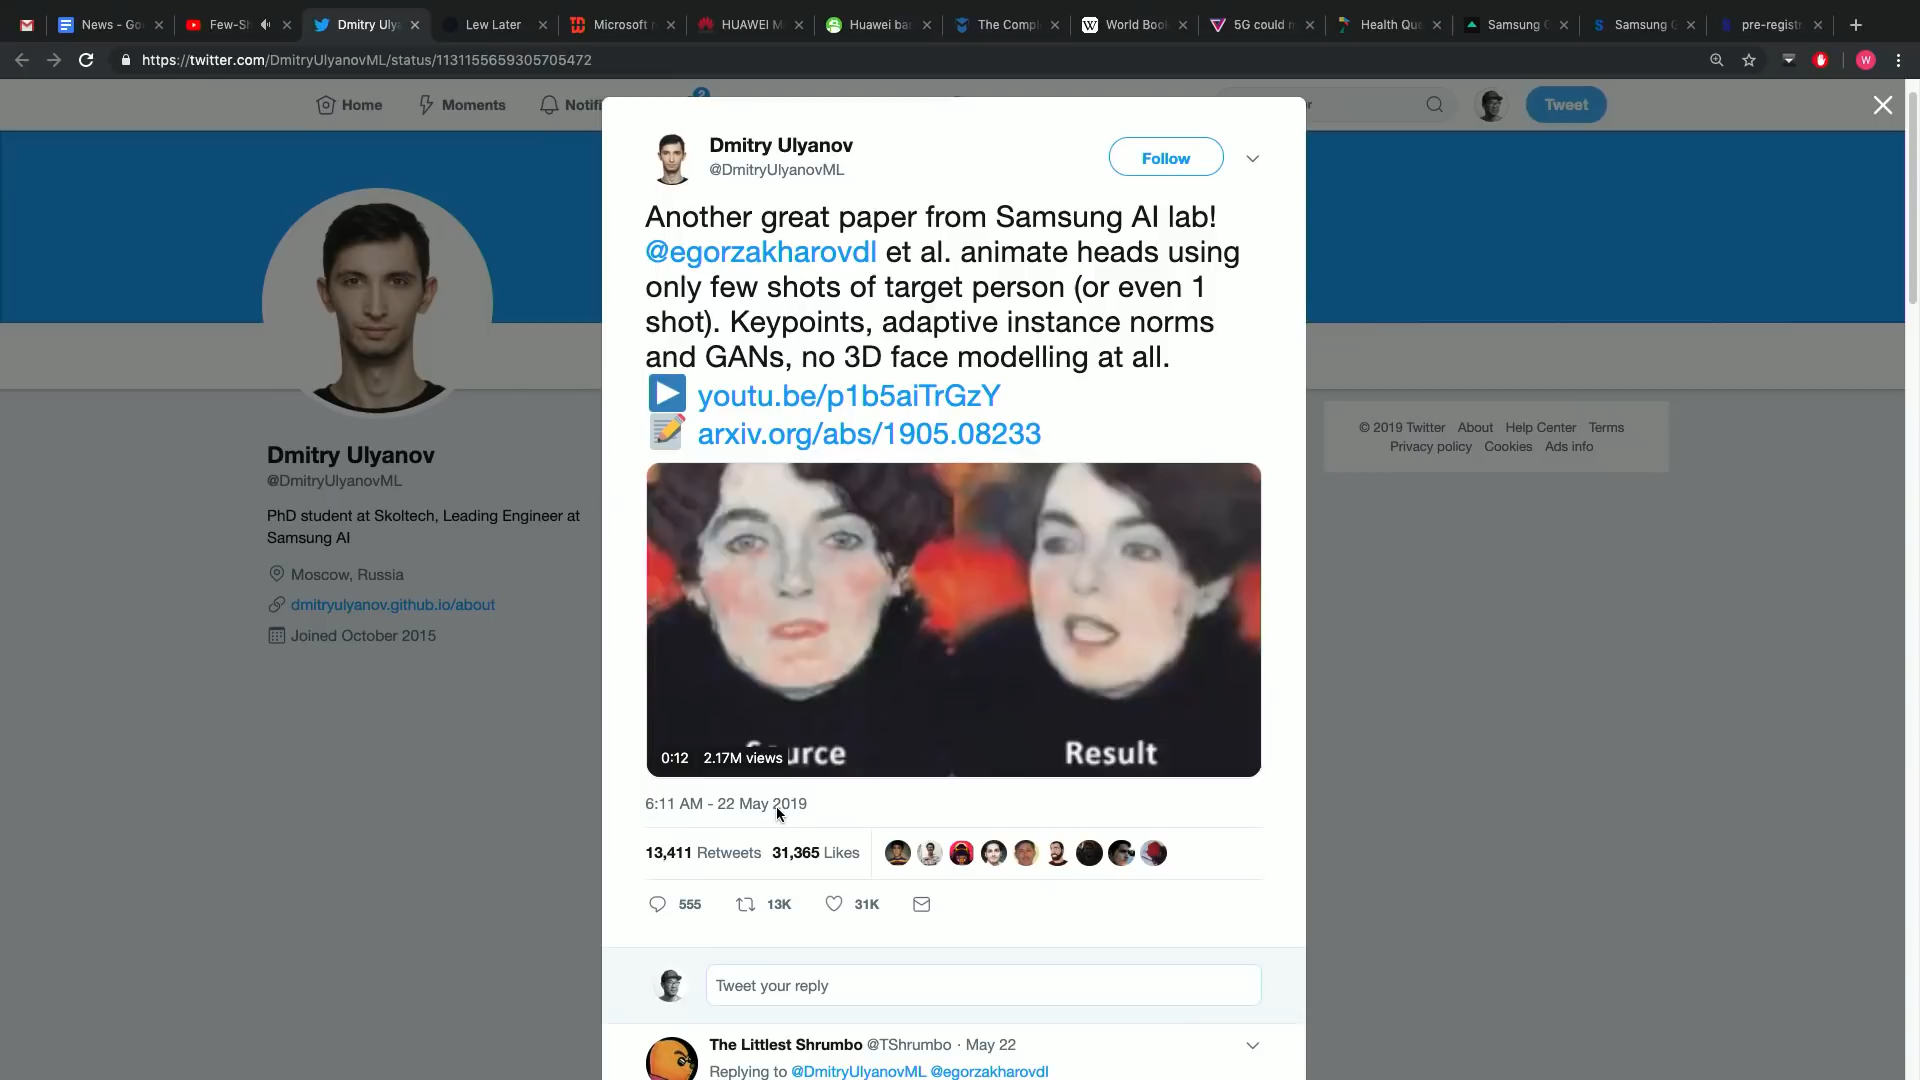 News - Go
Few-S
Dmitry Ulya
Lew Later
Microsoft
HUAWEI M
Huawei ba
The Compl
World Boo
5G could
Health Que
Samsung
Samsung
pre-registr
https://twitter.com/DmitryUlyanovML/status/1131155659305705472
W
Home
Moments
Notifi
2
r
Tweet
Dmitry Ulyanov
@DmitryUlyanovML
Follow
Another great paper from Samsung AI lab!
@egorzakharovdl et al. animate heads using
only few shots of target person (or even 1
shot). Keypoints, adaptive instance norms
and GANs, no 3D face modelling at all.
youtu.be/p1b5aiTrGzY
arxiv.org/abs/1905.08233
Source
Result
0:12 2.17M views
6:11 AM - 22 May 2019
13,411 Retweets 31,365 Likes
555 13K 31K
Tweet your reply
The Littlest Shrumbo @TShrumbo · May 22
Replying to @DmitryUlyanovML @egorzakharovdl
Dmitry Ulyanov
@DmitryUlyanovML
PhD student at Skoltech, Leading Engineer at
Samsung AI
Moscow, Russia
dmitryulyanov.github.io/about
Joined October 2015
© 2019 Twitter About Help Center Terms
Privacy policy Cookies Ads info